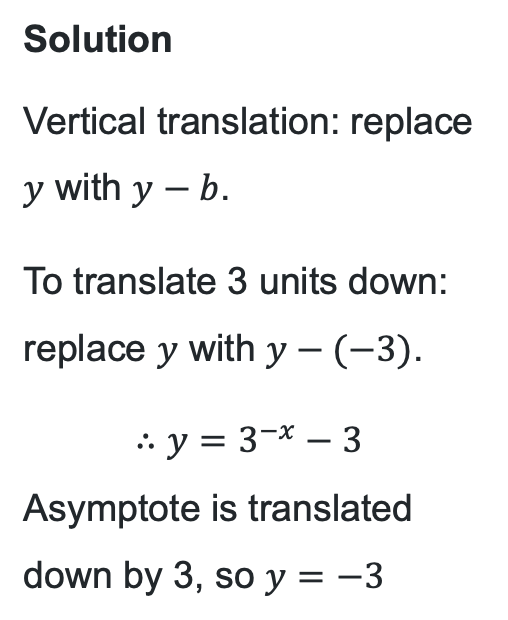 Solution
Vertical translation: replace
y with y − b.
To translate 3 units down:
replace y with y − (−3).
∴ y = 3⁻ˣ − 3
Asymptote is translated
down by 3, so y = −3